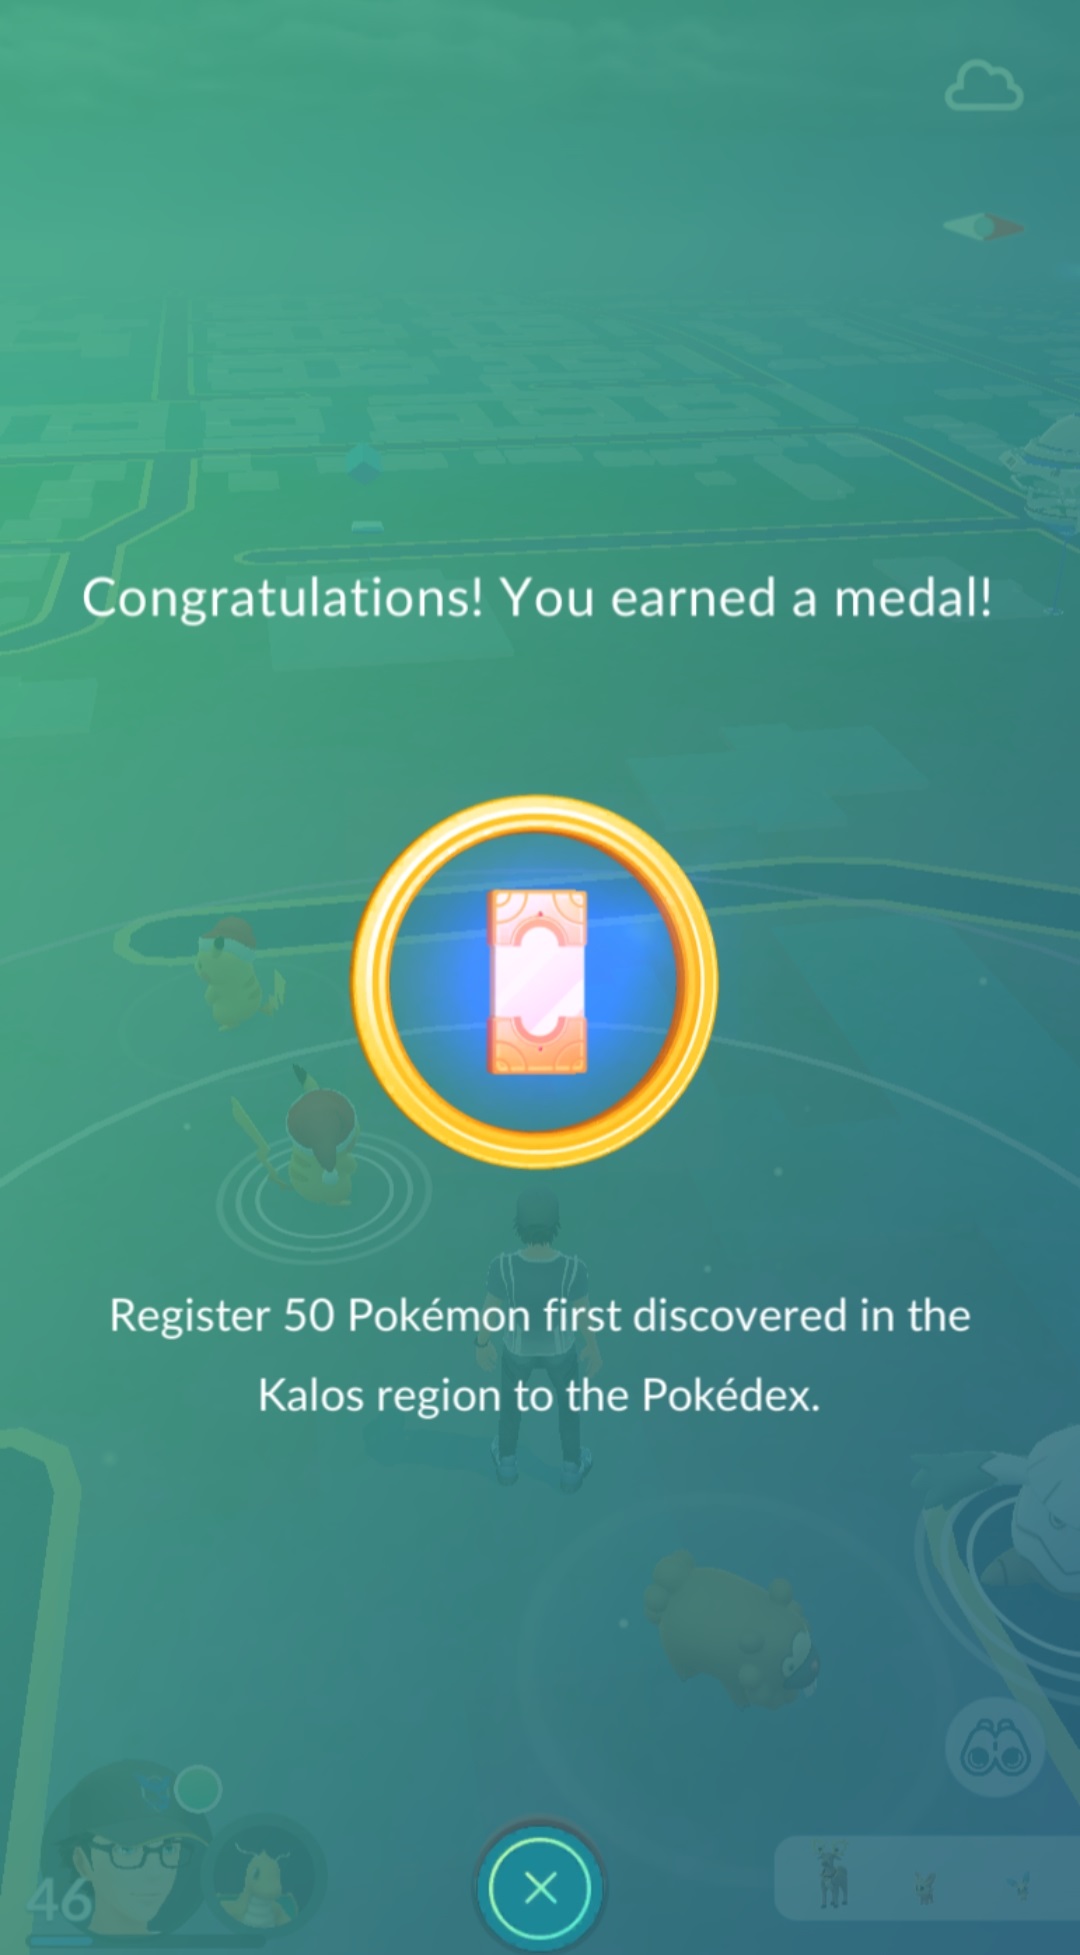 Congratulations! You earned a medal!
Register 50 Pokémon first discovered in the
Kalos region to the Pokédex.
46